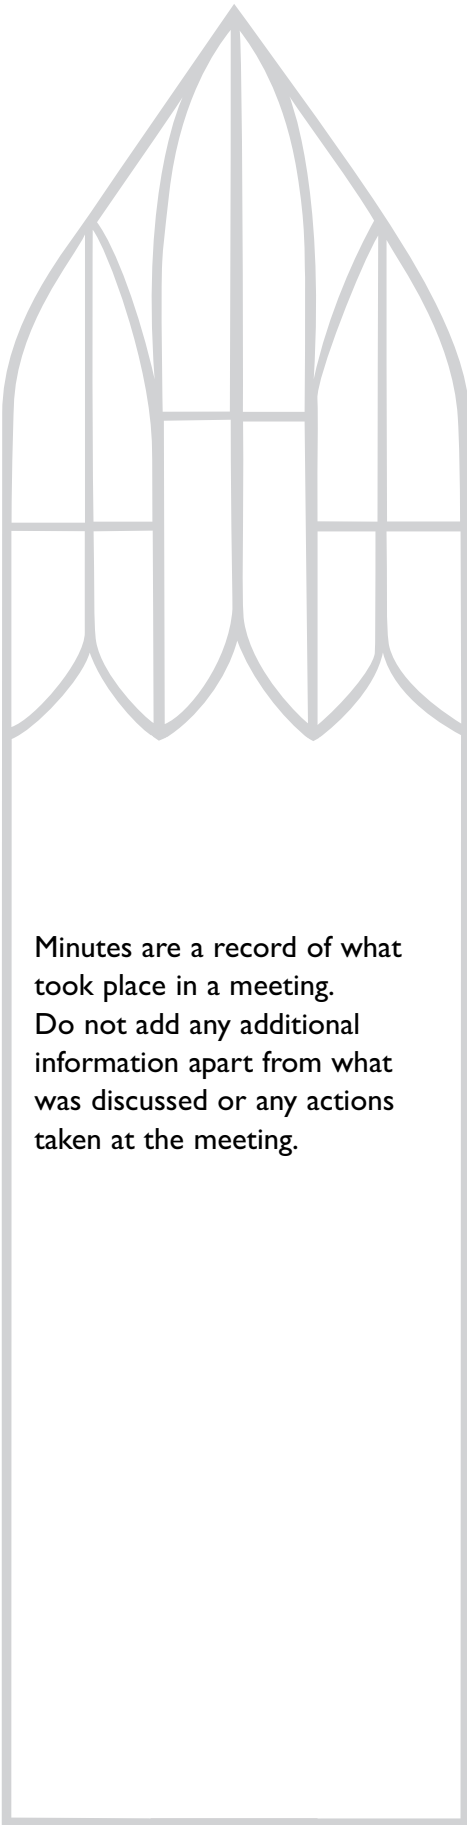 Minutes are a record of what
took place in a meeting.
Do not add any additional
information apart from what
was discussed or any actions
taken at the meeting.